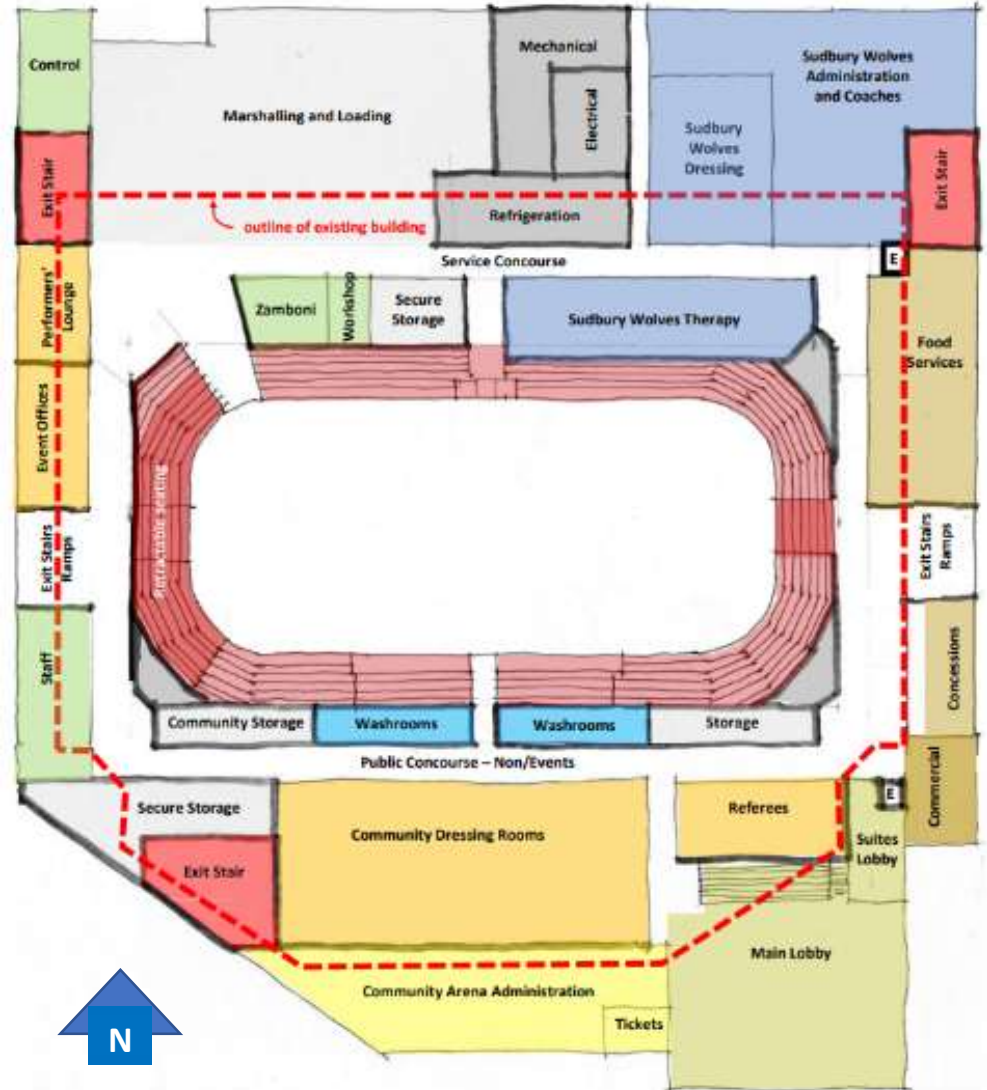 Control
Marshalling and Loading
Mechanical
Electrical
Sudbury Wolves
Administration
and Coaches
Sudbury
Wolves
Dressing
Exit Stair
Exit Stair
outline of existing building
Refrigeration
Service Concourse
E
Performers'
Lounge
Zamboni
Workshop
Secure
Storage
Sudbury Wolves Therapy
Food
Services
Event Offices
Retractable seating
Exit Stairs
Ramps
Exit Stairs
Ramps
Staff
Concessions
Community Storage
Washrooms
Washrooms
Storage
Public Concourse – Non/Events
Commercial
E
Secure Storage
Community Dressing Rooms
Referees
Suites
Lobby
Exit Stair
Main Lobby
Community Arena Administration
Tickets
N